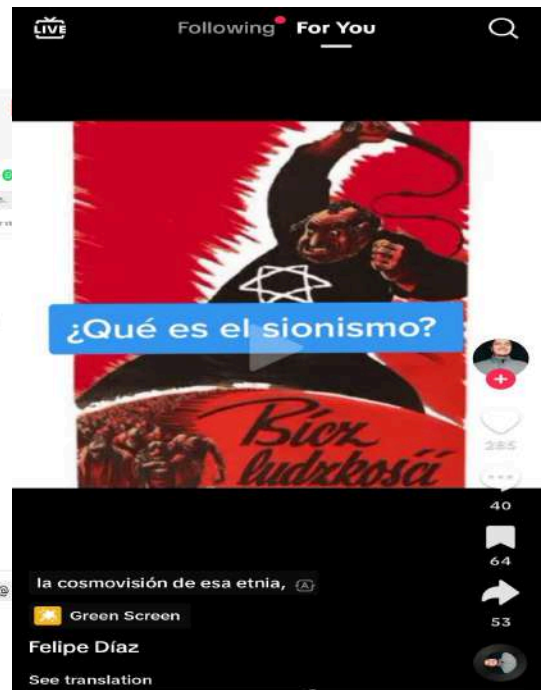 LIVE
Following For You
¿Qué es el sionismo?
Bicz
ludzkości
285
40
64
53
la cosmovisión de esa etnia,
Green Screen
Felipe Díaz
See translation